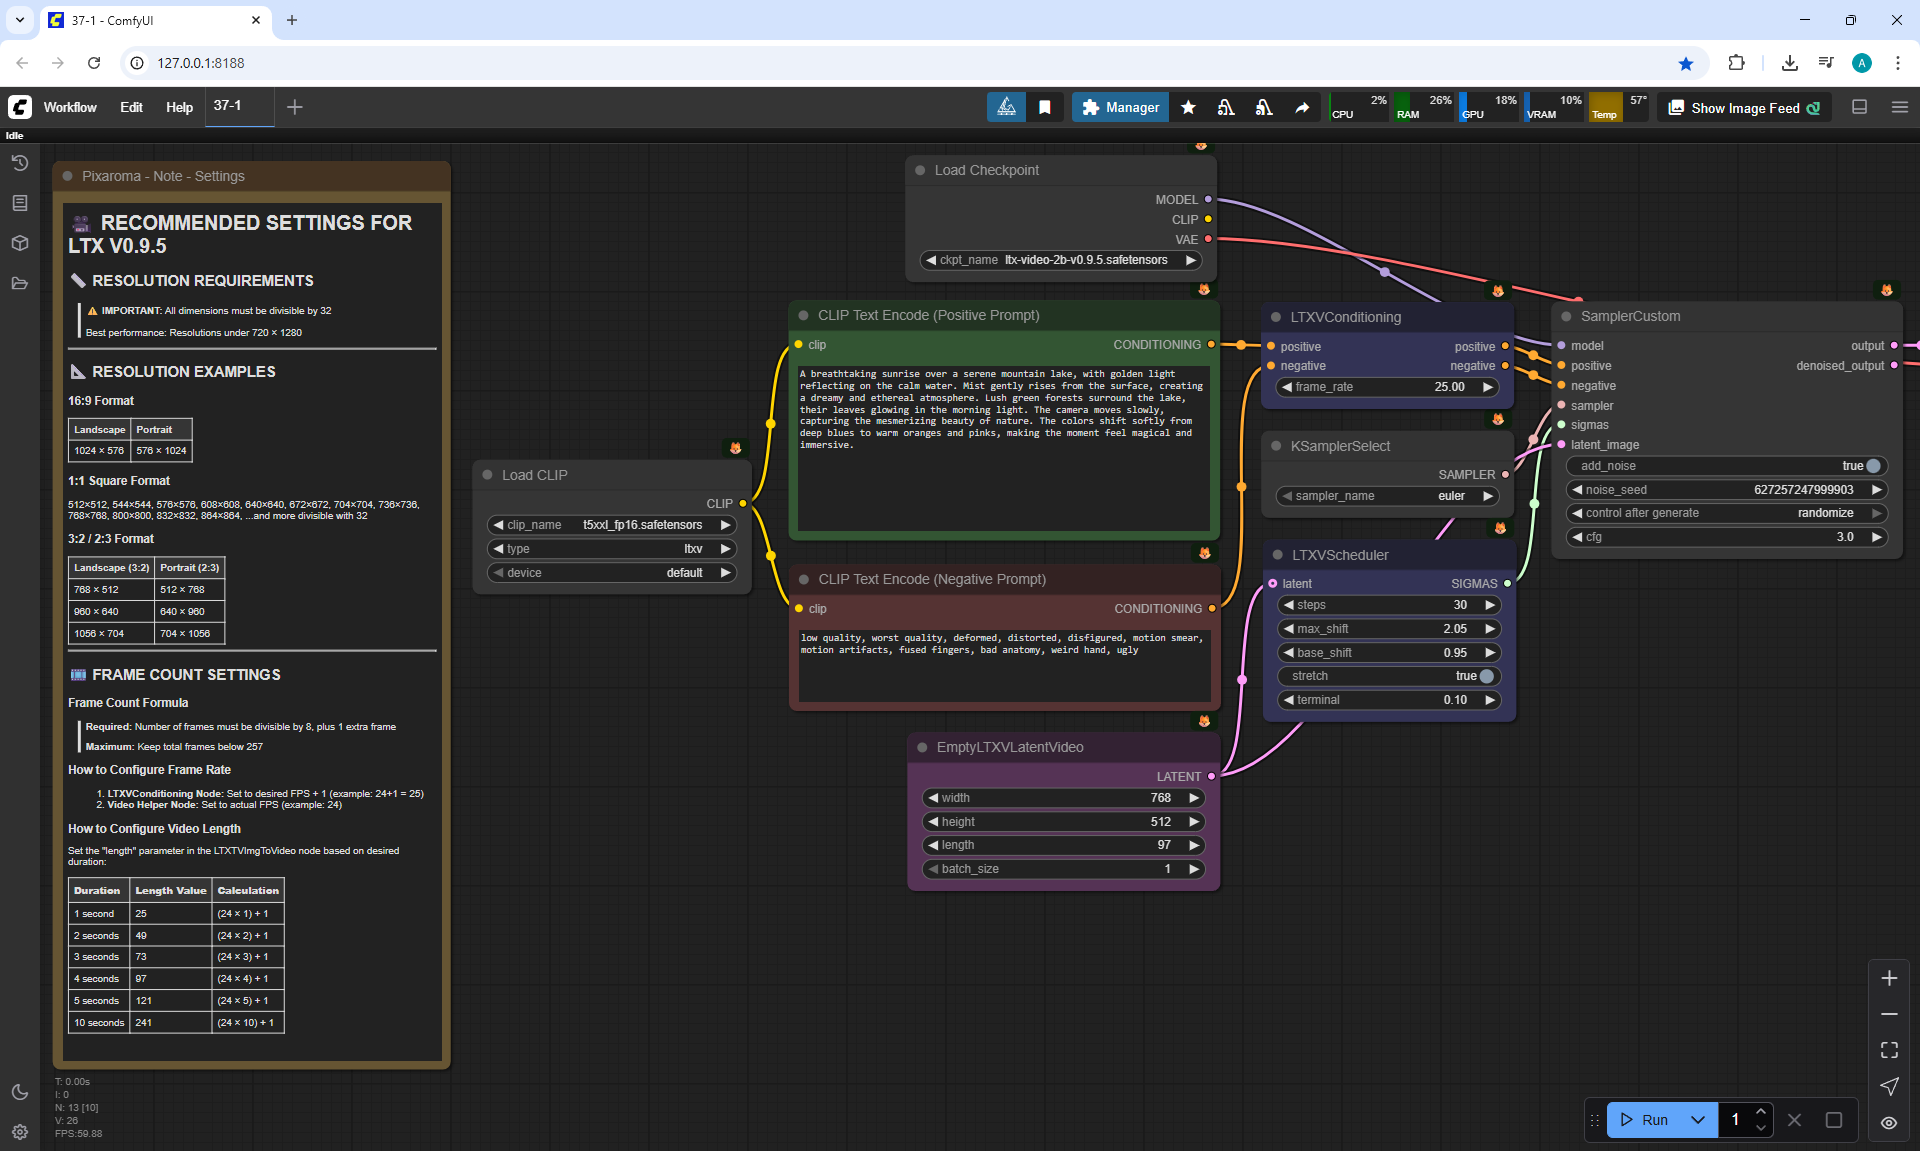 37-1 - ComfyUI
127.0.0.1:8188
Workflow Edit Help 37-1
Manager
CPU 2%
RAM 26%
GPU 18%
VRAM 10%
Temp 57°
Show Image Feed
Idle
Pixaroma - Note - Settings
RECOMMENDED SETTINGS FOR
LTX V0.9.5
RESOLUTION REQUIREMENTS
IMPORTANT: All dimensions must be divisible by 32
Best performance: Resolutions under 720 × 1280
RESOLUTION EXAMPLES
16:9 Format
Landscape Portrait
1024 × 576 576 × 1024
1:1 Square Format
512×512, 544×544, 576×576, 608×608, 640×640, 672×672, 704×704, 736×736,
768×768, 800×800, 832×832, 864×864, ...and more divisible with 32
3:2 / 2:3 Format
Landscape (3:2) Portrait (2:3)
768 × 512 512 × 768
960 × 640 640 × 960
1056 × 704 704 × 1056
FRAME COUNT SETTINGS
Frame Count Formula
Required: Number of frames must be divisible by 8, plus 1 extra frame
Maximum: Keep total frames below 257
How to Configure Frame Rate
1. LTXVConditioning Node: Set to desired FPS + 1 (example: 24+1 = 25)
2. Video Helper Node: Set to actual FPS (example: 24)
How to Configure Video Length
Set the "length" parameter in the LTXTVImgToVideo node based on desired
duration:
Duration Length Value Calculation
1 second 25 (24 × 1) + 1
2 seconds 49 (24 × 2) + 1
3 seconds 73 (24 × 3) + 1
4 seconds 97 (24 × 4) + 1
5 seconds 121 (24 × 5) + 1
10 seconds 241 (24 × 10) + 1
T: 0.00s
I: 0
N: 13 [10]
V: 26
FPS:59.88
Load CLIP
CLIP
clip_name t5xxl_fp16.safetensors
type ltxv
device default
Load Checkpoint
MODEL
CLIP
VAE
ckpt_name ltx-video-2b-v0.9.5.safetensors
CLIP Text Encode (Positive Prompt)
clip CONDITIONING
A breathtaking sunrise over a serene mountain lake, with golden light
reflecting on the calm water. Mist gently rises from the surface, creating
a dreamy and ethereal atmosphere. Lush green forests surround the lake,
their leaves glowing in the morning light. The camera moves slowly,
capturing the mesmerizing beauty of nature. The colors shift softly from
deep blues to warm oranges and pinks, making the moment feel magical and
immersive.
CLIP Text Encode (Negative Prompt)
clip CONDITIONING
low quality, worst quality, deformed, distorted, disfigured, motion smear,
motion artifacts, fused fingers, bad anatomy, weird hand, ugly
EmptyLTXVLatentVideo
LATENT
width 768
height 512
length 97
batch_size 1
LTXVConditioning
positive positive
negative negative
frame_rate 25.00
KSamplerSelect
SAMPLER
sampler_name euler
LTXVScheduler
latent SIGMAS
steps 30
max_shift 2.05
base_shift 0.95
stretch true
terminal 0.10
SamplerCustom
model output
positive denoised_output
negative
sampler
sigmas
latent_image
add_noise true
noise_seed 627257247999903
control after generate randomize
cfg 3.0
Run 1
A